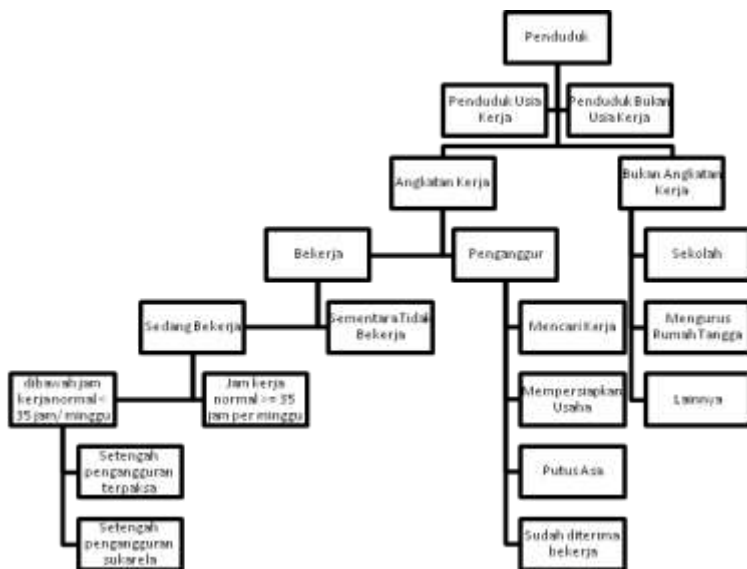 Penduduk
Penduduk Usia
Kerja
Penduduk Bukan
Usia Kerja
Angkatan Kerja
Bukan Angkatan
Kerja
Bekerja
Penganggur
Sekolah
Sedang Bekerja
Sementara Tidak
Bekerja
Mencari Kerja
Mengurus
Rumah Tangga
dibawah jam
kerja normal <
35 jam/ minggu
Jam kerja
normal >= 35
jam per minggu
Mempersiapkan
Usaha
Lainnya
Setengah
pengangguran
terpaksa
Putus Asa
Setengah
pengangguran
sukarela
Sudah diterima
bekerja